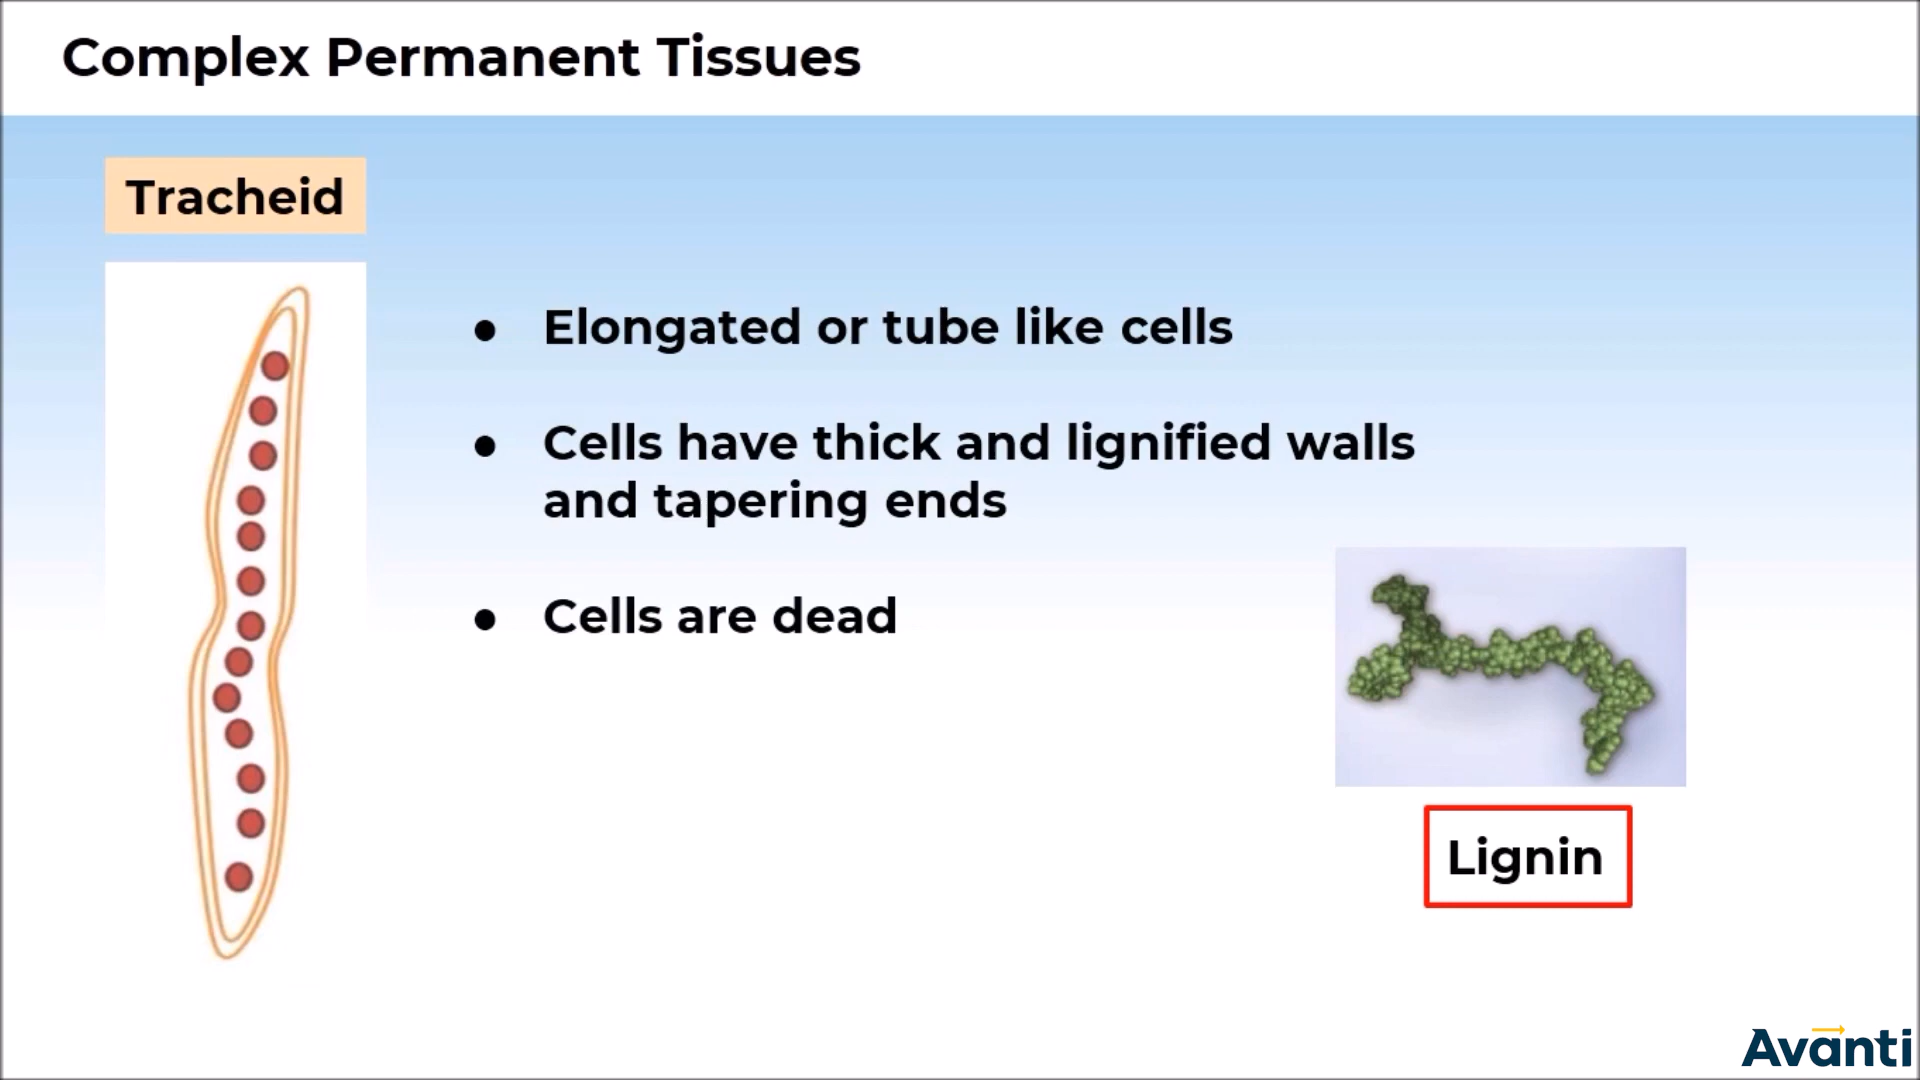 Complex Permanent Tissues
Tracheid
● Elongated or tube like cells
● Cells have thick and lignified walls
and tapering ends
● Cells are dead
Lignin
Avanti